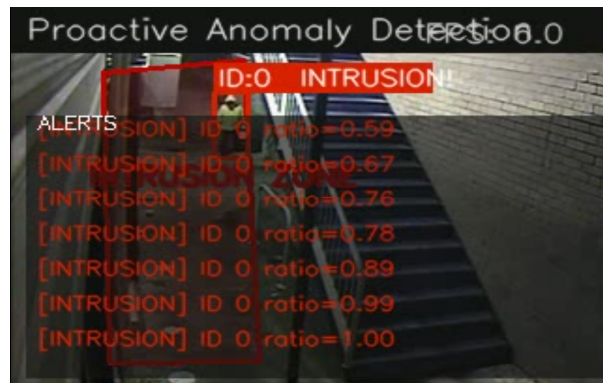 Proactive Anomaly Detection FPS: 6.0
ID:0 INTRUSION!
ALERTS
[INTRUSION] ID 0 ratio=0.59
[INTRUSION] ID 0 ratio=0.67
INTRUSION ZONE
[INTRUSION] ID 0 ratio=0.76
[INTRUSION] ID 0 ratio=0.78
[INTRUSION] ID 0 ratio=0.89
[INTRUSION] ID 0 ratio=0.99
[INTRUSION] ID 0 ratio=1.00